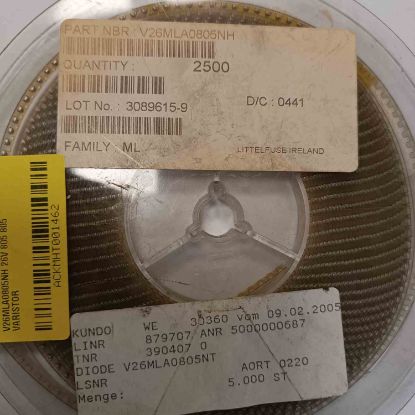 PART NBR : V26MLA0805NH
QUANTITY : 2500
LOT No. : 3089615-9 D/C : 0441
FAMILY : ML LITTELFUSE IRELAND
V26MLA0805NH 26V 805 805
VARISTOR
ACKMHT001462
KUNDO WE 30360 vom 09.02.2005
LINR 879707 ANR 5000000687
TNR 390407 0
DIODE V26MLA0805NT AORT 0220
LSNR 5.000 ST
Menge: